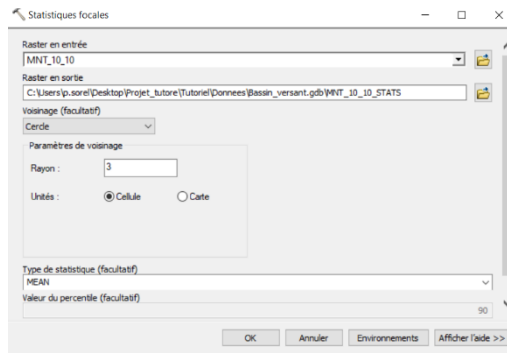 Statistiques focales
Raster en entrée
MNT_10_10
Raster en sortie
C:\Users\p.sorel\Desktop\Projet_tutore\Tutoriel\Donnees\Bassin_versant.gdb\MNT_10_10_STATS
Voisinage (facultatif)
Cercle
Paramètres de voisinage
Rayon : 3
Unités : Cellule Carte
Type de statistique (facultatif)
MEAN
Valeur du percentile (facultatif)
90
OK Annuler Environnements Afficher l'aide >>